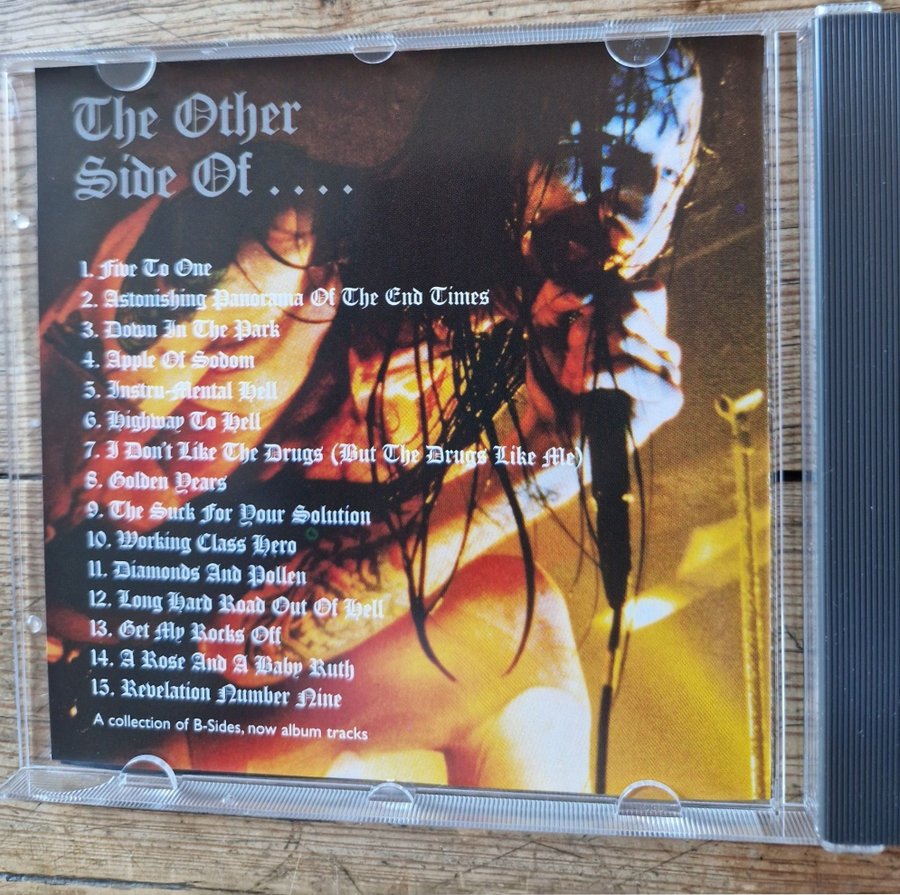 The Other
Side Of . . . .
1. Five To One
2. Astonishing Panorama Of The End Times
3. Down In The Park
4. Apple Of Sodom
5. Instru-Mental Hell
6. Highway To Hell
7. I Don't Like The Drugs (But The Drugs Like Me)
8. Golden Years
9. The Suck For Your Solution
10. Working Class Hero
11. Diamonds And Pollen
12. Long Hard Road Out Of Hell
13. Get My Rocks Off
14. A Rose And A Baby Ruth
15. Revelation Number Nine
A collection of B-Sides, now album tracks